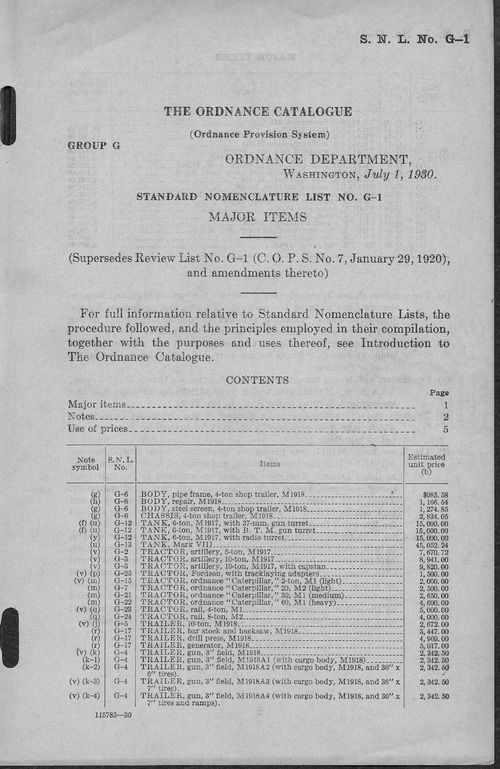 S. N. L. No. G–1
THE ORDNANCE CATALOGUE
(Ordnance Provision System)
GROUP G
ORDNANCE DEPARTMENT,
WASHINGTON, July 1, 1930.
STANDARD NOMENCLATURE LIST NO. G–1
MAJOR ITEMS
(Supersedes Review List No. G–1 (C. O. P. S. No. 7, January 29, 1920),
and amendments thereto)
For full information relative to Standard Nomenclature Lists, the
procedure followed, and the principles employed in their compilation,
together with the purposes and uses thereof, see Introduction to
The Ordnance Catalogue.
CONTENTS
Page
Major items 1
Notes 2
Use of prices 5
Note symbol | S. N. L. No. | Items | Estimated unit price (b)
(g) G–6 BODY, pipe frame, 4-ton shop trailer, M1918 $985.58
(h) G–8 BODY, repair, M1918 1,166.54
(g) G–6 BODY, steel screen, 4-ton shop trailer, M1918 1,274.85
(g) G–6 CHASSIS, 4-ton shop trailer, M1918 2,834.05
(f) (u) G–12 TANK, 6-ton, M1917, with 37-mm. gun turret 15,000.00
(f) (u) G–12 TANK, 6-ton, M1917, with B. T. M. gun turret 15,000.00
(y) G–12 TANK, 6-ton, M1917, with radio turret 15,000.00
(u) G–13 TANK, Mark VIII 45,052.24
(v) G–2 TRACTOR, artillery, 5-ton, M1917 7,670.72
(v) G–3 TRACTOR, artillery, 10-ton, M1917 8,941.00
(v) G–3 TRACTOR, artillery, 10-ton, M1917, with capstan 9,820.00
(v) (p) G–25 TRACTOR, Fordson, with tracklaying adapters 1,500.00
(v) (m) G–15 TRACTOR, ordnance "Caterpillar," 2-ton, M1 (light) 2,000.00
(m) G–7 TRACTOR, ordnance "Caterpillar," 20, M2 (light) 2,500.00
(m) G–21 TRACTOR, ordnance "Caterpillar," 30, M1 (medium) 2,650.00
(m) G–22 TRACTOR, ordnance "Caterpillar," 60, M1 (heavy) 4,600.00
(v) (q) G–23 TRACTOR, rail, 4-ton, M1 5,000.00
(q) G–24 TRACTOR, rail, 8-ton, M2 4,000.00
(v) (j) G–5 TRAILER, 10-ton, M1918 2,672.00
(r) G–17 TRAILER, bar stock and hacksaw, M1918 3,447.00
(r) G–17 TRAILER, drill press, M1918 4,969.00
(r) G–17 TRAILER, generator, M1918 5,017.00
(v) (k) G–4 TRAILER, gun, 3" field, M1918 2,342.50
(k–1) G–4 TRAILER, gun, 3" field, M1918A1 (with cargo body, M1918) 2,342.50
(k–2) G–4 TRAILER, gun, 3" field, M1918A2 (with cargo body, M1918, and 36" x 2,342.50
6" tires).
(v) (k–3) G–4 TRAILER, gun, 3" field, M1918A3 (with cargo body, M1918, and 36" x 2,342.50
7" tires).
(v) (k–4) G–4 TRAILER, gun, 3" field, M1918A4 (with cargo body, M1918, and 36" x 2,342.50
7" tires and ramps).
115785—30